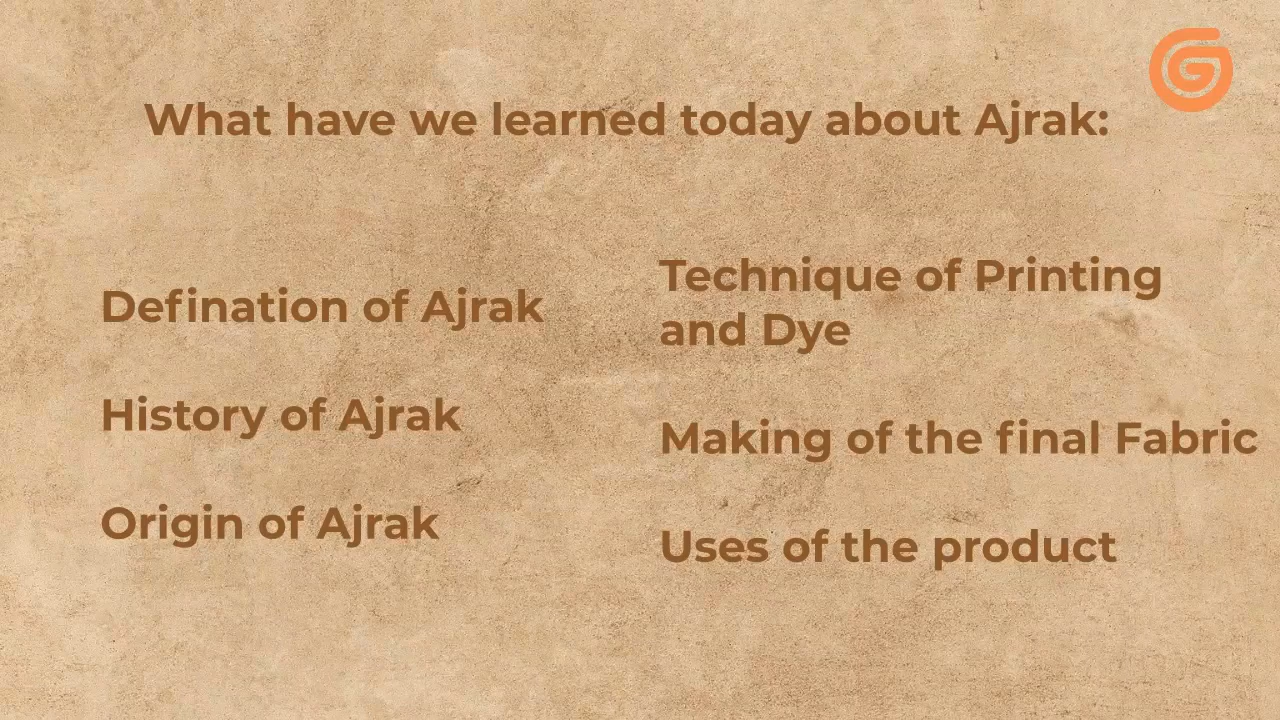 What have we learned today about Ajrak:
Defination of Ajrak
History of Ajrak
Origin of Ajrak
Technique of Printing
and Dye
Making of the final Fabric
Uses of the product